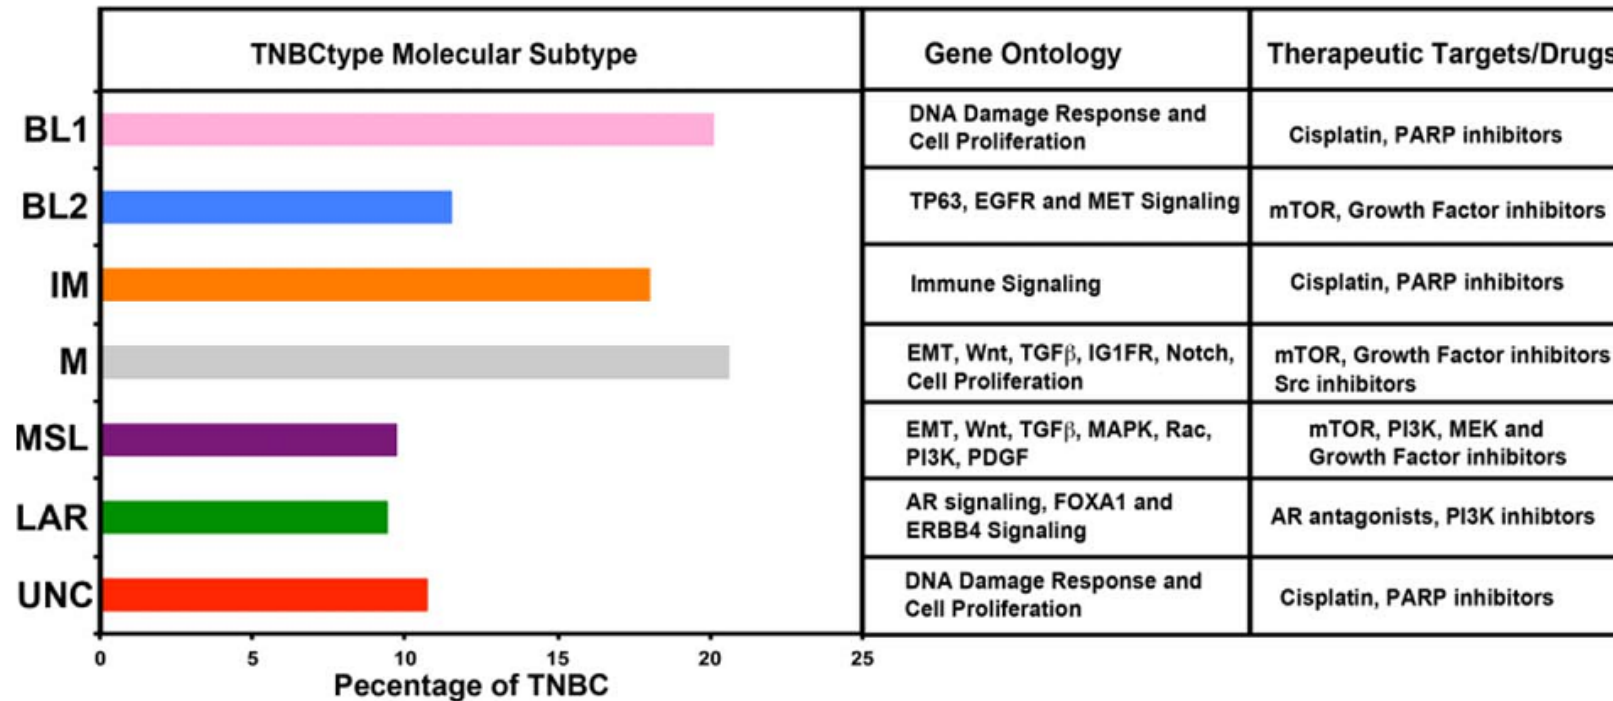 TNBCtype Molecular Subtype
Gene Ontology
Therapeutic Targets/Drugs
BL1
DNA Damage Response and
Cell Proliferation
Cisplatin, PARP inhibitors
BL2
TP63, EGFR and MET Signaling
mTOR, Growth Factor inhibitors
IM
Immune Signaling
Cisplatin, PARP inhibitors
M
EMT, Wnt, TGFβ, IG1FR, Notch,
Cell Proliferation
mTOR, Growth Factor inhibitors
Src inhibitors
MSL
EMT, Wnt, TGFβ, MAPK, Rac,
PI3K, PDGF
mTOR, PI3K, MEK and
Growth Factor inhibitors
LAR
AR signaling, FOXA1 and
ERBB4 Signaling
AR antagonists, PI3K inhibtors
UNC
DNA Damage Response and
Cell Proliferation
Cisplatin, PARP inhibitors
0 5 10 15 20 25
Pecentage of TNBC